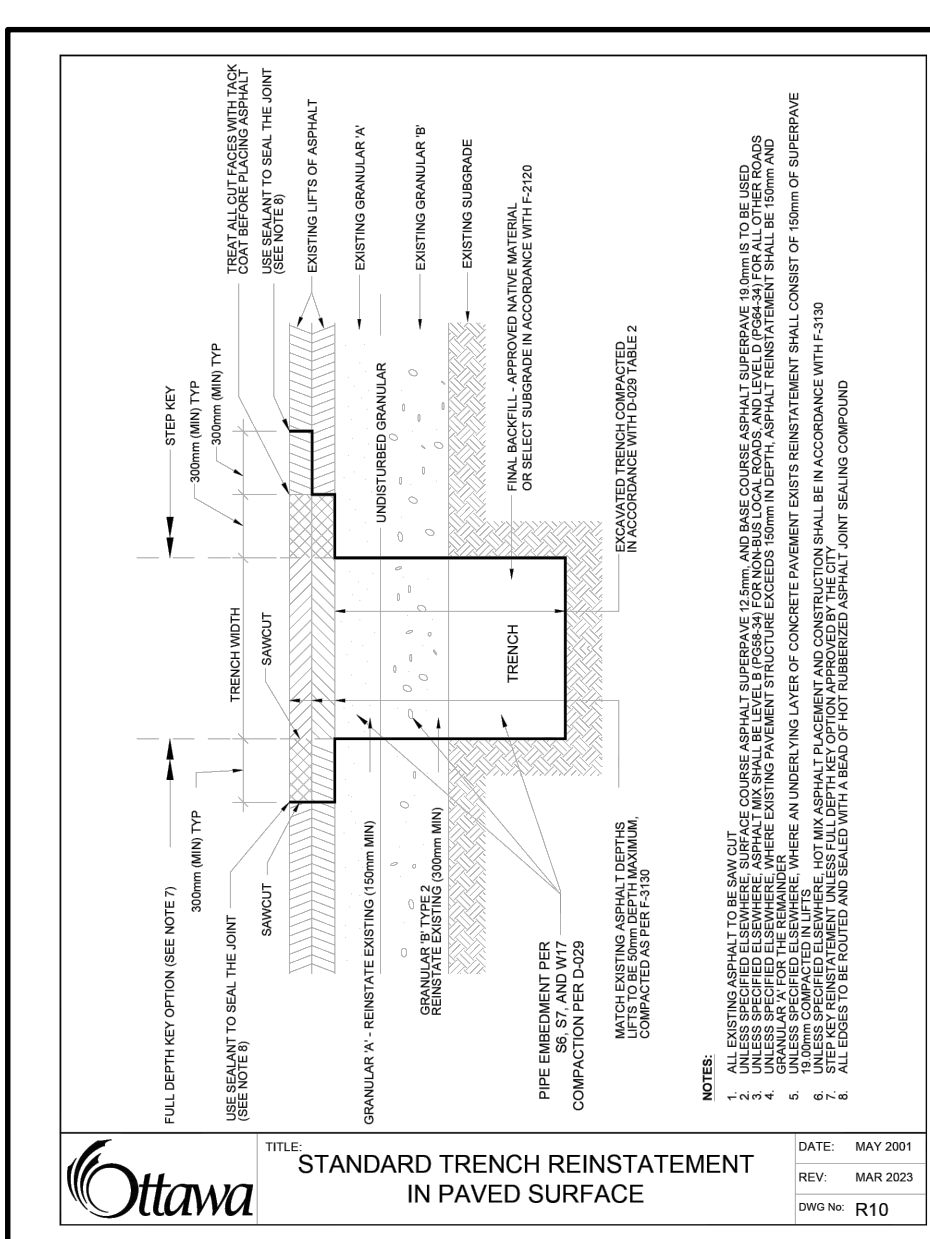 FULL DEPTH KEY OPTION (SEE NOTE 7)
STEP KEY
300mm (MIN) TYP
TRENCH WIDTH
300mm (MIN) TYP
300mm (MIN) TYP
TREAT ALL CUT FACES WITH TACK
COAT BEFORE PLACING ASPHALT
USE SEALANT TO SEAL THE JOINT
(SEE NOTE 8)
SAWCUT
SAWCUT
USE SEALANT TO SEAL THE JOINT
(SEE NOTE 8)
EXISTING LIFTS OF ASPHALT
GRANULAR 'A' - REINSTATE EXISTING (150mm MIN)
EXISTING GRANULAR 'A'
UNDISTURBED GRANULAR
GRANULAR 'B' TYPE 2
REINSTATE EXISTING (300mm MIN)
EXISTING GRANULAR 'B'
EXISTING SUBGRADE
TRENCH
FINAL BACKFILL - APPROVED NATIVE MATERIAL
OR SELECT SUBGRADE IN ACCORDANCE WITH F-2120
PIPE EMBEDMENT PER
S6, S7, AND W17
COMPACTION PER D-029
MATCH EXISTING ASPHALT DEPTHS
LIFTS TO BE 50mm DEPTH MAXIMUM,
COMPACTED AS PER F-3130
EXCAVATED TRENCH COMPACTED
IN ACCORDANCE WITH D-029 TABLE 2
NOTES:
1. ALL EXISTING ASPHALT TO BE SAW CUT
2. UNLESS SPECIFIED ELSEWHERE, SURFACE COURSE ASPHALT SUPERPAVE 12.5mm, AND BASE COURSE ASPHALT SUPERPAVE 19.0mm IS TO BE USED
3. UNLESS SPECIFIED ELSEWHERE, ASPHALT MIX SHALL BE LEVEL B (PG58-34) FOR NON-BUS LOCAL ROADS, AND LEVEL D (PG64-34) FOR ALL OTHER ROADS
4. UNLESS SPECIFIED ELSEWHERE, WHERE EXISTING PAVEMENT STRUCTURE EXCEEDS 150mm IN DEPTH, ASPHALT REINSTATEMENT SHALL BE 150mm AND
GRANULAR 'A' FOR THE REMAINDER
5. UNLESS SPECIFIED ELSEWHERE, WHERE AN UNDERLYING LAYER OF CONCRETE PAVEMENT EXISTS REINSTATEMENT SHALL CONSIST OF 150mm OF SUPERPAVE
19.00mm COMPACTED IN LIFTS
6. UNLESS SPECIFIED ELSEWHERE, HOT MIX ASPHALT PLACEMENT AND CONSTRUCTION SHALL BE IN ACCORDANCE WITH F-3130
7. STEP KEY REINSTATEMENT UNLESS FULL DEPTH KEY OPTION APPROVED BY THE CITY
8. ALL EDGES TO BE ROUTED AND SEALED WITH A BEAD OF HOT RUBBERIZED ASPHALT JOINT SEALING COMPOUND
Ottawa
TITLE:
STANDARD TRENCH REINSTATEMENT
IN PAVED SURFACE
DATE: MAY 2001
REV: MAR 2023
DWG No: R10